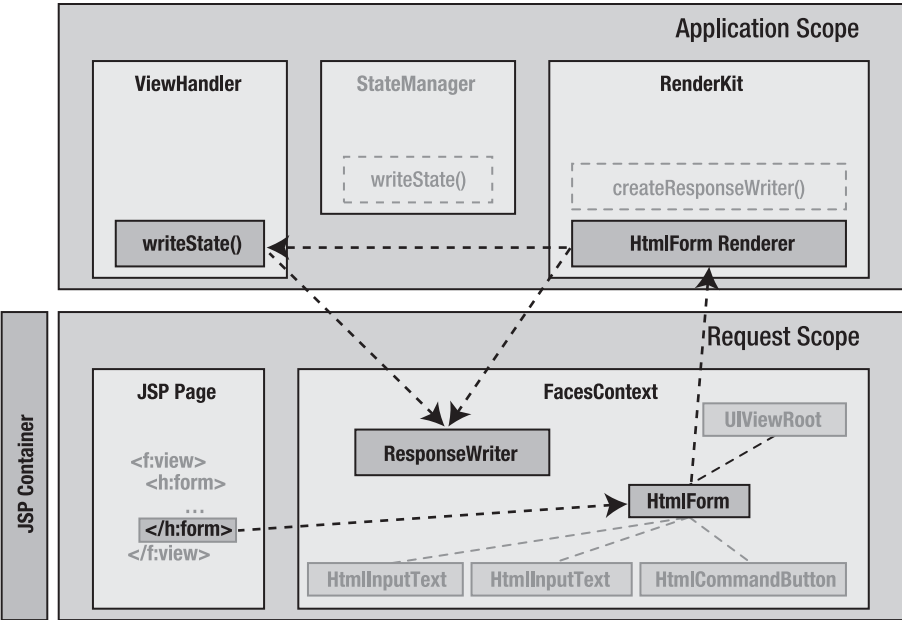 Application Scope
ViewHandler
StateManager
RenderKit
writeState()
createResponseWriter()
writeState()
HtmlForm Renderer
JSP Container
Request Scope
JSP Page
FacesContext
UIViewRoot
ResponseWriter
<f:view>
<h:form>
...
</h:form>
</f:view>
HtmlForm
HtmlInputText
HtmlInputText
HtmlCommandButton